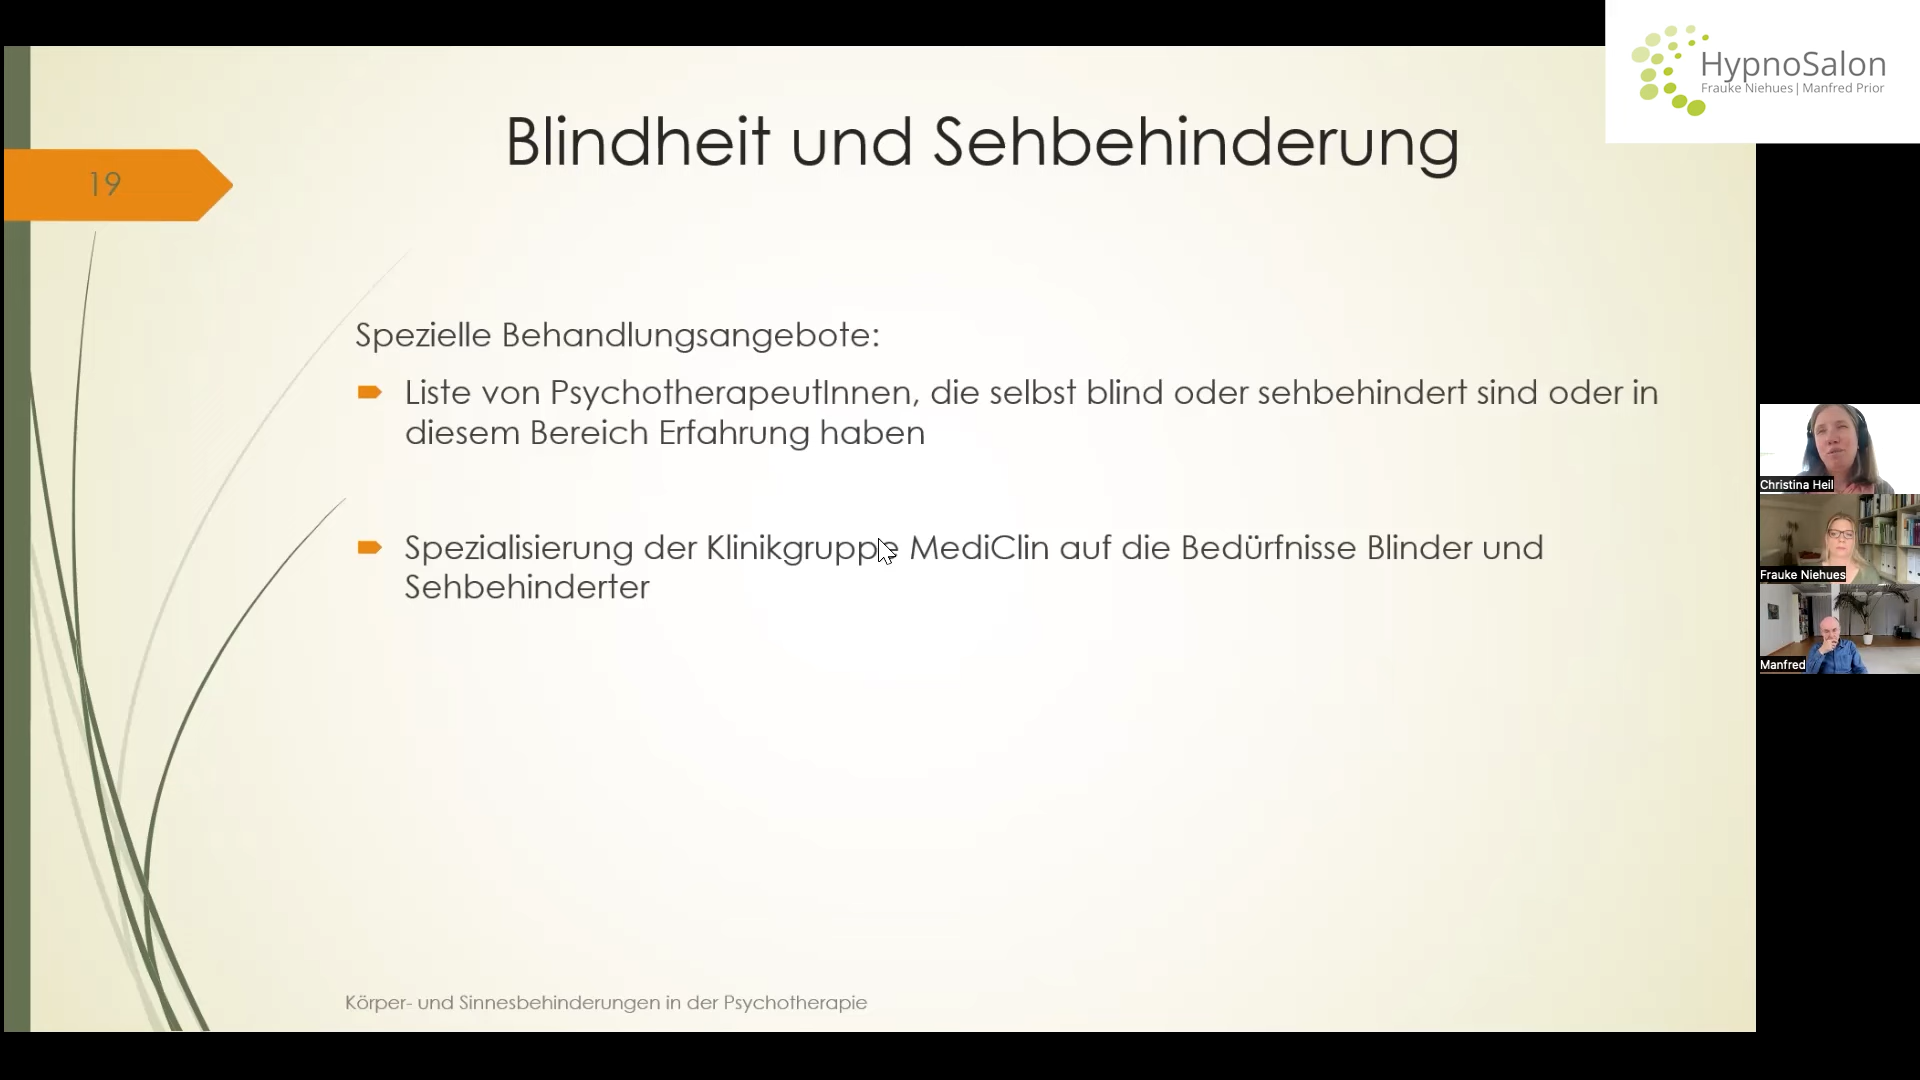 HypnoSalon
Frauke Niehues | Manfred Prior
Blindheit und Sehbehinderung
19
Spezielle Behandlungsangebote:
Liste von PsychotherapeutInnen, die selbst blind oder sehbehindert sind oder in
diesem Bereich Erfahrung haben
Spezialisierung der Klinikgruppe MediClin auf die Bedürfnisse Blinder und
Sehbehinderter
Körper- und Sinnesbehinderungen in der Psychotherapie
Christina Heil
Frauke Niehues
Manfred